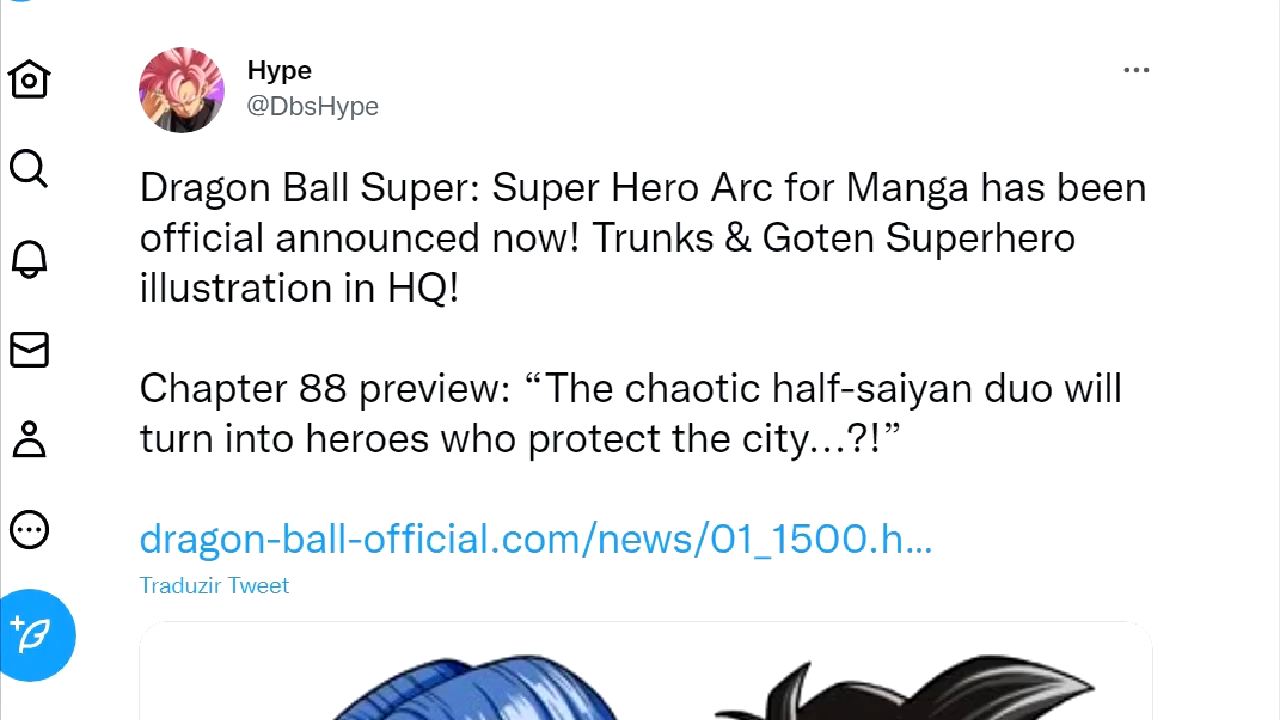 Hype
@DbsHype
Dragon Ball Super: Super Hero Arc for Manga has been
official announced now! Trunks & Goten Superhero
illustration in HQ!
Chapter 88 preview: “The chaotic half-saiyan duo will
turn into heroes who protect the city…?!”
dragon-ball-official.com/news/01_1500.h…
Traduzir Tweet